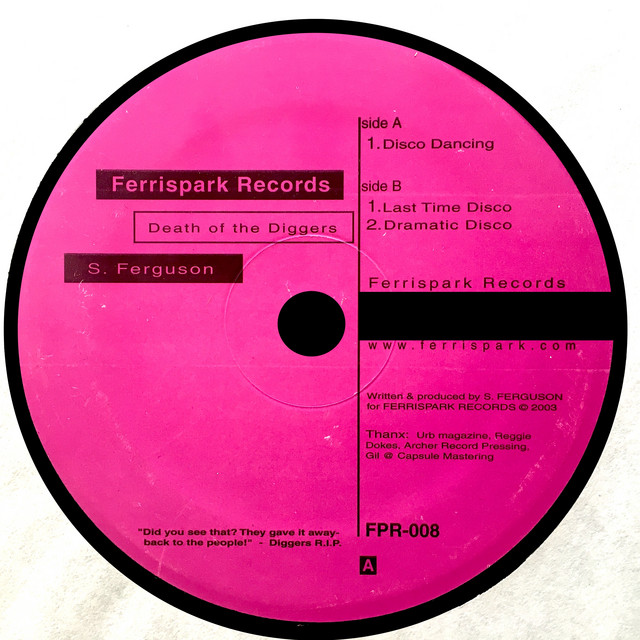 Ferrispark Records
Death of the Diggers
S. Ferguson
side A
1. Disco Dancing
side B
1. Last Time Disco
2. Dramatic Disco
Ferrispark Records
www.ferrispark.com
Written & produced by S. FERGUSON
for FERRISPARK RECORDS © 2003
Thanx: Urb magazine, Reggie
Dokes, Archer Record Pressing,
Gil @ Capsule Mastering
"Did you see that? They gave it away-
back to the people!" - Diggers R.I.P.
FPR-008
A